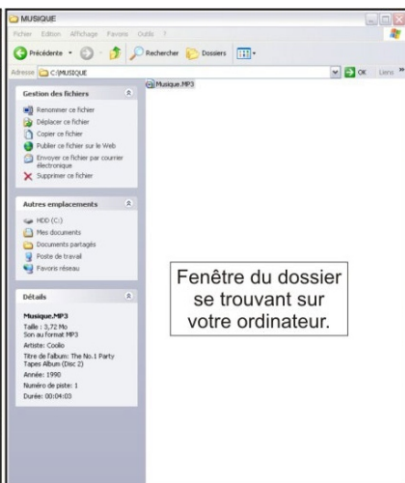 MUSIQUE
Fichier Edition Affichage Favoris Outils ?
Précédente Rechercher Dossiers
Adresse C:\MUSIQUE OK Liens
Musique.MP3
Gestion des fichiers
Renommer ce fichier
Déplacer ce fichier
Copier ce fichier
Publier ce fichier sur le Web
Envoyer ce fichier par courrier
électronique
Supprimer ce fichier
Autres emplacements
HDD (C:)
Mes documents
Documents partagés
Poste de travail
Favoris réseau
Fenêtre du dossier
se trouvant sur
votre ordinateur.
Détails
Musique.MP3
Taille : 3,72 Mo
Son au format MP3
Artiste: Coolio
Titre de l'album: The No.1 Party
Tapes Album (Disc 2)
Année: 1990
Numéro de piste: 1
Durée: 00:04:03